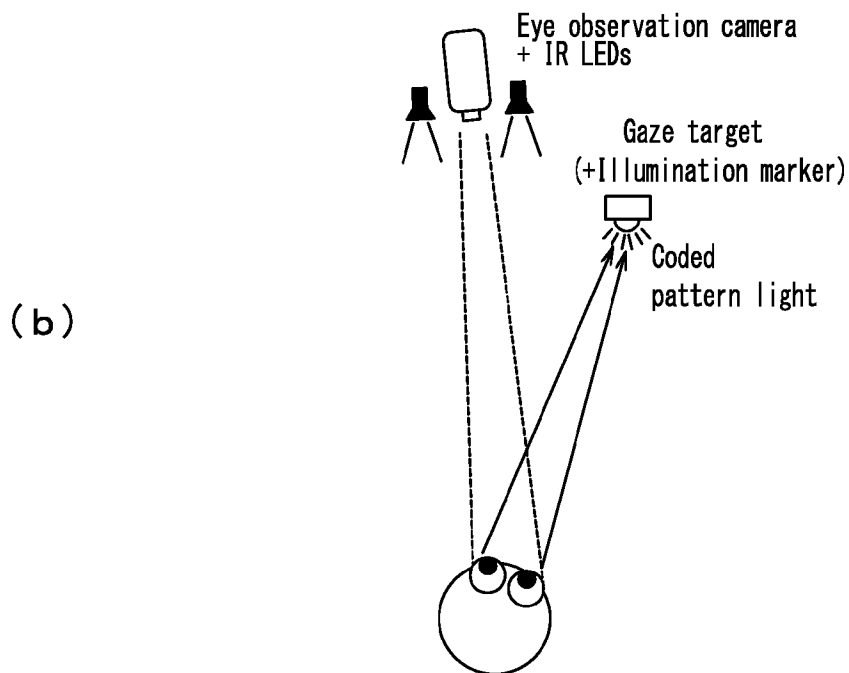 Eye observation camera
+ IR LEDs
Gaze target
(+Illumination marker)
Coded
pattern light
(b)